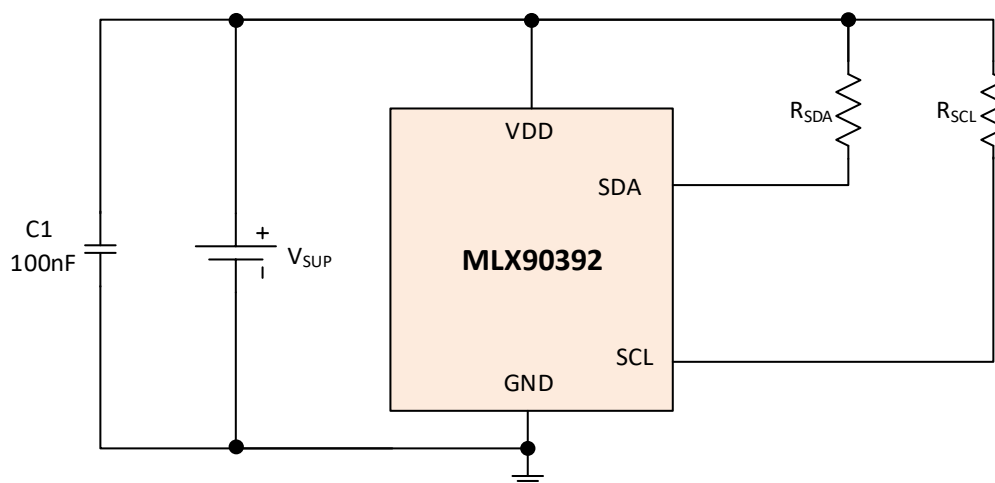 VDD
R_SDA
R_SCL
SDA
C1
100nF
+
V_SUP
MLX90392
SCL
GND